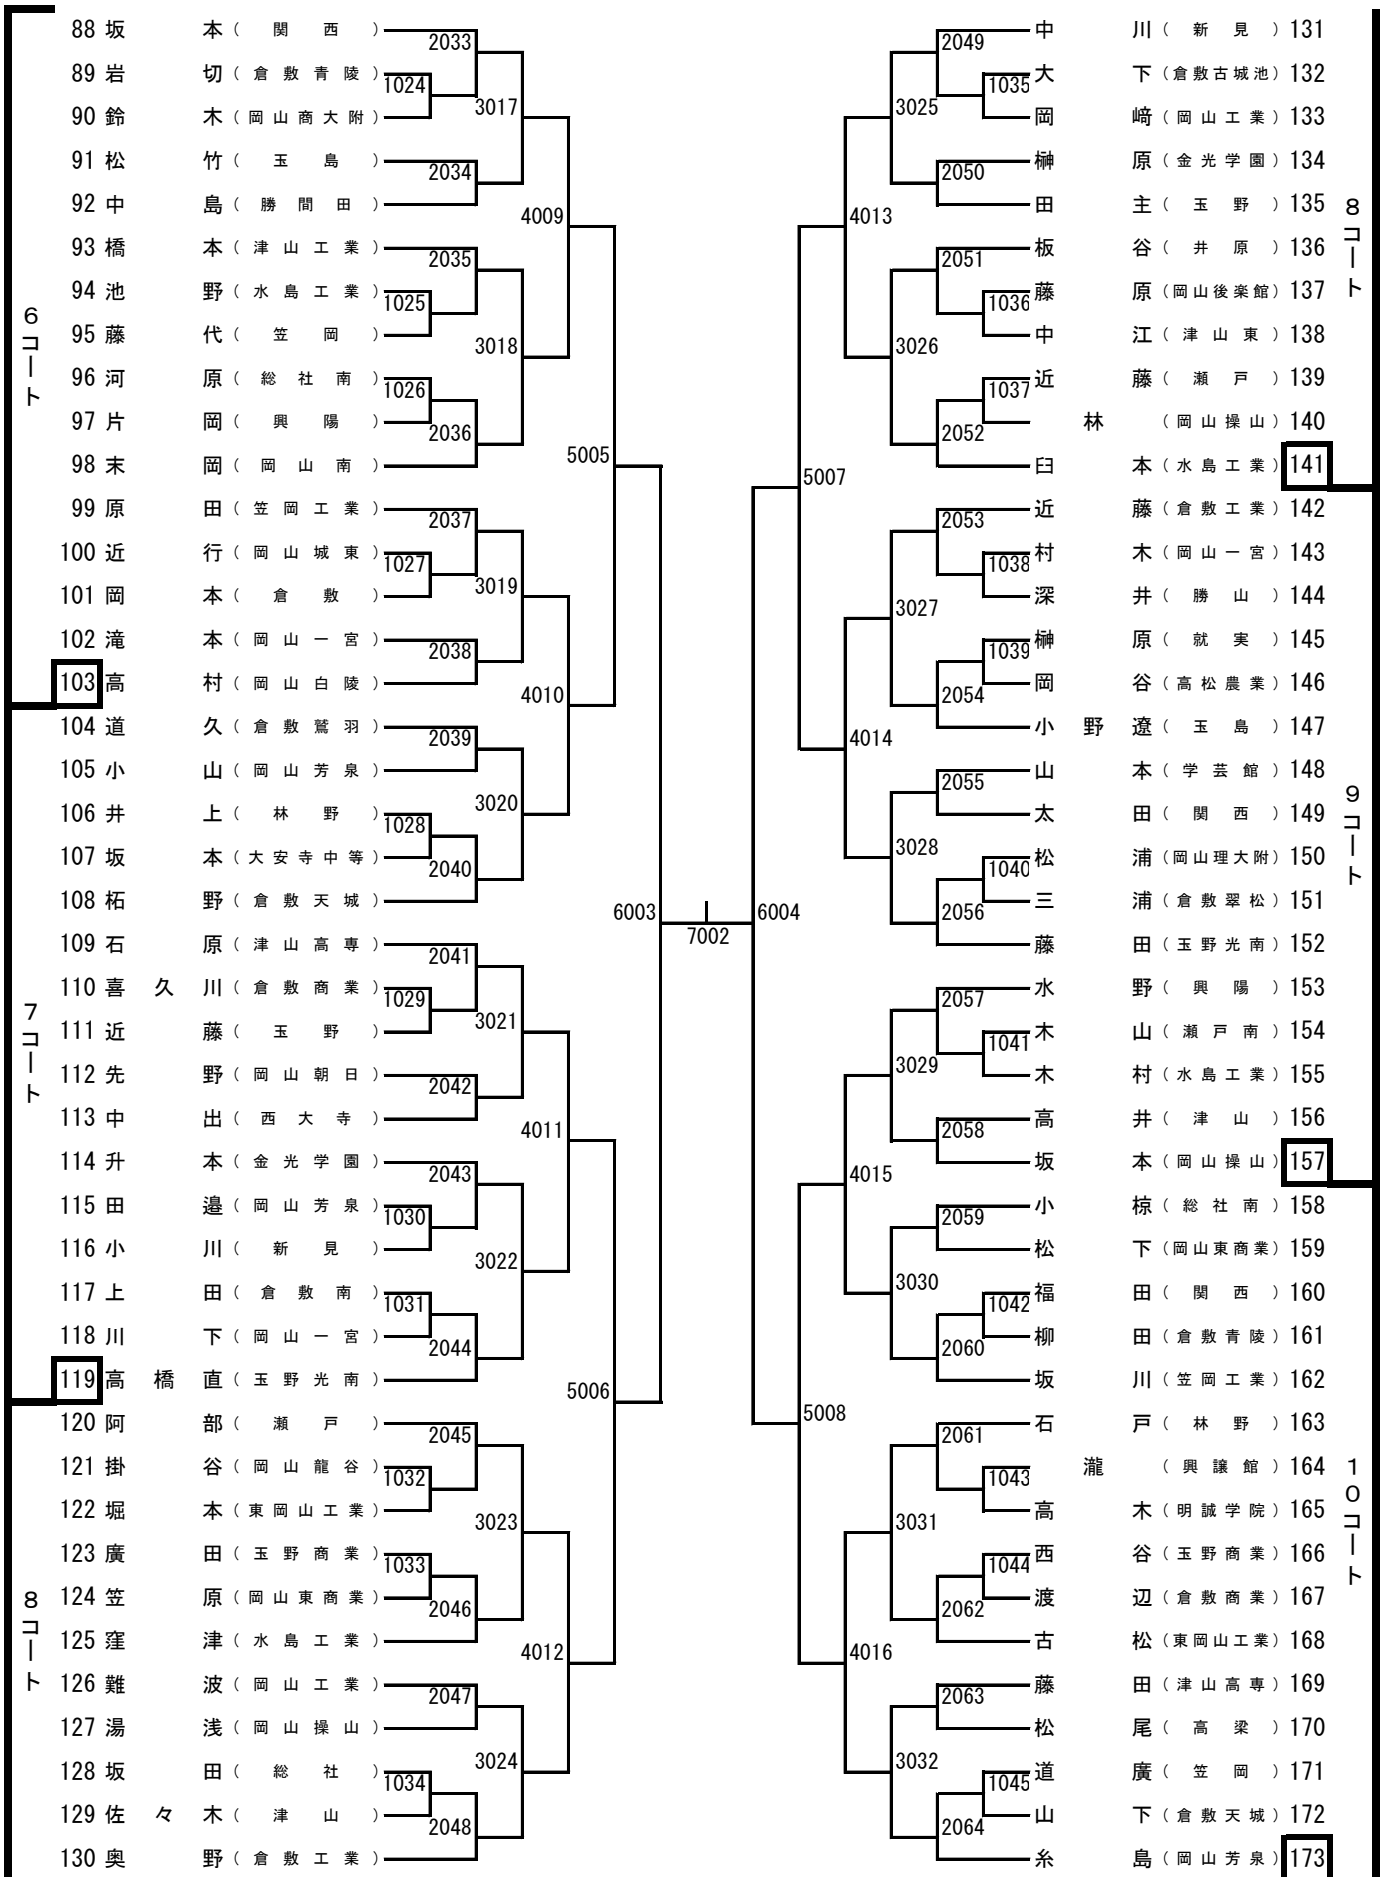 88 坂本（関西）
89 岩切（倉敷青陵）
90 鈴木（岡山商大附）
91 松竹（玉島）
92 中島（勝間田）
93 橋本（津山工業）
94 池野（水島工業）
95 藤代（笠岡）
96 河原（総社南）
97 片岡（興陽）
98 末岡（岡山南）
99 原田（笠岡工業）
100 近行（岡山城東）
101 岡本（倉敷）
102 滝本（岡山一宮）
103 高村（岡山白陵）
104 道久（倉敷鷲羽）
105 小山（岡山芳泉）
106 井上（林野）
107 坂本（大安寺中等）
108 柘野（倉敷天城）
109 石原（津山高専）
110 喜久川（倉敷商業）
111 近藤（玉野）
112 先野（岡山朝日）
113 中出（西大寺）
114 升本（金光学園）
115 田邉（岡山芳泉）
116 小川（新見）
117 上田（倉敷南）
118 川下（岡山一宮）
119 高橋直（玉野光南）
120 阿部（瀬戸）
121 掛谷（岡山龍谷）
122 堀本（東岡山工業）
123 廣田（玉野商業）
124 笠原（岡山東商業）
125 窪津（水島工業）
126 難波（岡山工業）
127 湯浅（岡山操山）
128 坂田（総社）
129 佐々木（津山）
130 奥野（倉敷工業）
6コート
7コート
8コート
1024
1025
1026
1027
1028
1029
1030
1031
1032
1033
1034
2033
2034
2035
2036
2037
2038
2039
2040
2041
2042
2043
2044
2045
2046
2047
2048
3017
3018
3019
3020
3021
3022
3023
3024
4009
4010
4011
4012
5005
5006
6003
7002
6004
5007
5008
4013
4014
4015
4016
3025
3026
3027
3028
3029
3030
3031
3032
2049
2050
2051
2052
2053
2054
2055
2056
2057
2058
2059
2060
2061
2062
2063
2064
1035
1036
1037
1038
1039
1040
1041
1042
1043
1044
1045
中川（新見）131
大下（倉敷古城池）132
岡﨑（岡山工業）133
榊原（金光学園）134
田主（玉野）135
板谷（井原）136
藤原（岡山後楽館）137
中江（津山東）138
近藤（瀬戸）139
林（岡山操山）140
臼本（水島工業）141
近藤（倉敷工業）142
村木（岡山一宮）143
深井（勝山）144
榊原（就実）145
岡谷（高松農業）146
小野遼（玉島）147
山本（学芸館）148
太田（関西）149
松浦（岡山理大附）150
三浦（倉敷翠松）151
藤田（玉野光南）152
水野（興陽）153
木山（瀬戸南）154
木村（水島工業）155
高井（津山）156
坂本（岡山操山）157
小椋（総社南）158
松下（岡山東商業）159
福田（関西）160
柳田（倉敷青陵）161
坂川（笠岡工業）162
石戸（林野）163
瀧（興譲館）164
高木（明誠学院）165
西谷（玉野商業）166
渡辺（倉敷商業）167
古松（東岡山工業）168
藤田（津山高専）169
松尾（高梁）170
道廣（笠岡）171
山下（倉敷天城）172
糸島（岡山芳泉）173
8コート
9コート
10コート